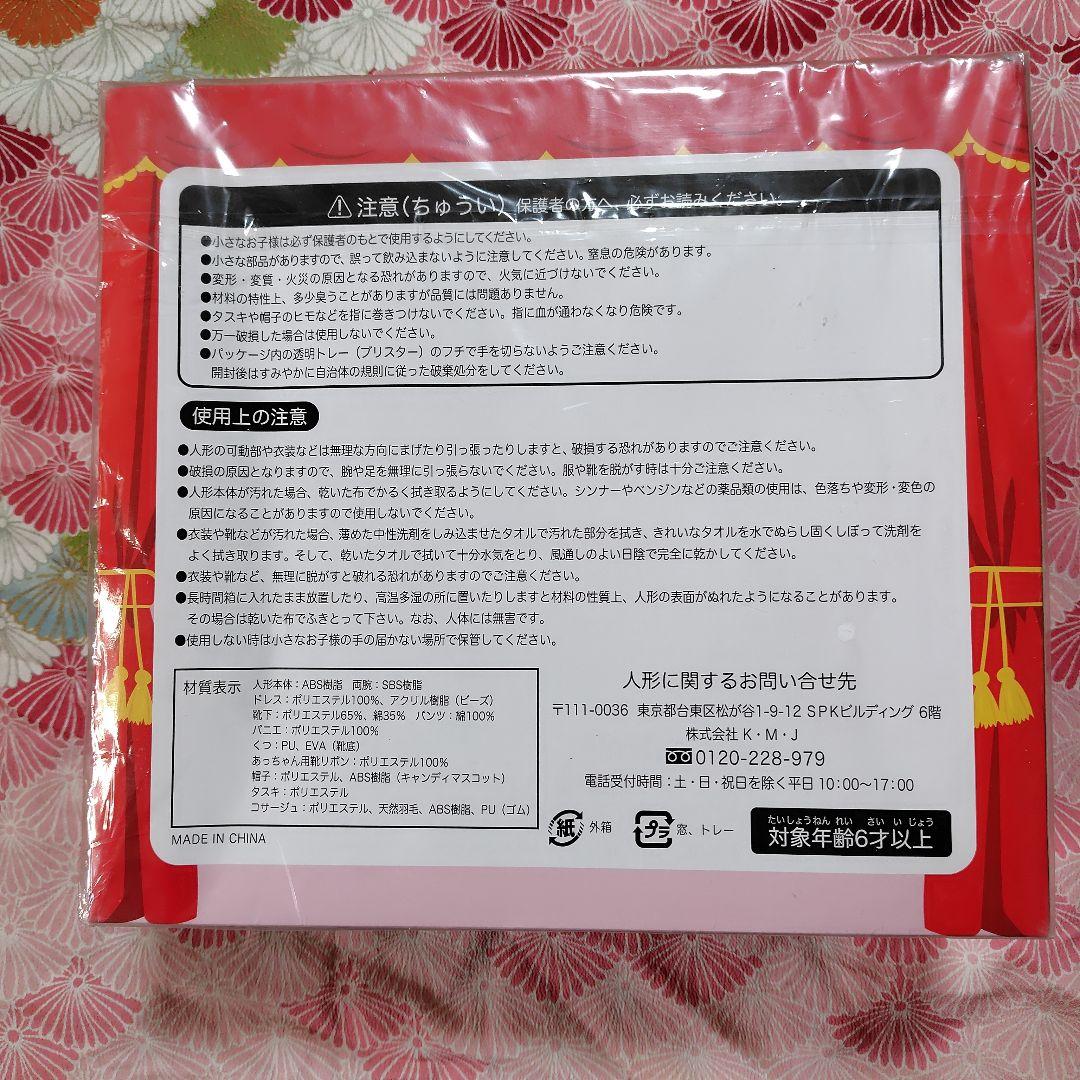 注意(ちゅうい) 保護者の方へ、必ずお読みください。
●小さなお子様は必ず保護者のもとで使用するようにしてください。
●小さな部品がありますので、誤って飲み込まないように注意してください。窒息の危険があります。
●変形・変質・火災の原因となる恐れがありますので、火気に近づけないでください。
●材料の特性上、多少臭うことがありますが品質には問題ありません。
●タスキや帽子のヒモなどを指に巻きつけないでください。指に血が通わなくなり危険です。
●万一破損した場合は使用しないでください。
●パッケージ内の透明トレー(ブリスター)のフチで手を切らないようご注意ください。
開封後はすみやかに自治体の規則に従った破棄処分をしてください。
使用上の注意
●人形の可動部や衣装などは無理な方向にまげたり引っ張ったりしますと、破損する恐れがありますのでご注意ください。
●破損の原因となりますので、腕や足を無理に引っ張らないでください。服や靴を脱がす時は十分ご注意ください。
●人形本体が汚れた場合、乾いた布でかるく拭き取るようにしてください。シンナーやベンジンなどの薬品類の使用は、色落ちや変形・変色の
原因になることがありますので使用しないでください。
●衣装や靴などが汚れた場合、薄めた中性洗剤をしみ込ませたタオルで汚れた部分を拭き、きれいなタオルを水でぬらし固くしぼって洗剤を
よく拭き取ります。そして、乾いたタオルで拭いて十分水気をとり、風通しのよい日陰で完全に乾かしてください。
●衣装や靴など、無理に脱がすと破れる恐れがありますのでご注意ください。
●長時間箱に入れたまま放置したり、高温多湿の所に置いたりしますと材料の性質上、人形の表面がぬれたようになることがあります。
その場合は乾いた布でふきとって下さい。なお、人体には無害です。
●使用しない時は小さなお子様の手の届かない場所で保管してください。
材質表示 人形本体:ABS樹脂 両腕:SBS樹脂
ドレス:ポリエステル100%、アクリル樹脂(ビーズ)
靴下:ポリエステル65%、綿35% パンツ:綿100%
パニエ:ポリエステル100%
くつ:PU、EVA(靴底)
あっちゃん用靴リボン:ポリエステル100%
帽子:ポリエステル、ABS樹脂(キャンディマスコット)
タスキ:ポリエステル
コサージュ:ポリエステル、天然羽毛、ABS樹脂、PU(ゴム)
MADE IN CHINA
人形に関するお問い合せ先
〒111-0036 東京都台東区松が谷1-9-12 SPKビルディング 6階
株式会社 K・M・J
0120-228-979
電話受付時間:土・日・祝日を除く平日 10:00〜17:00
紙 外箱
プラ 窓、トレー
たいしょうねんれい さいいじょう
対象年齢6才以上